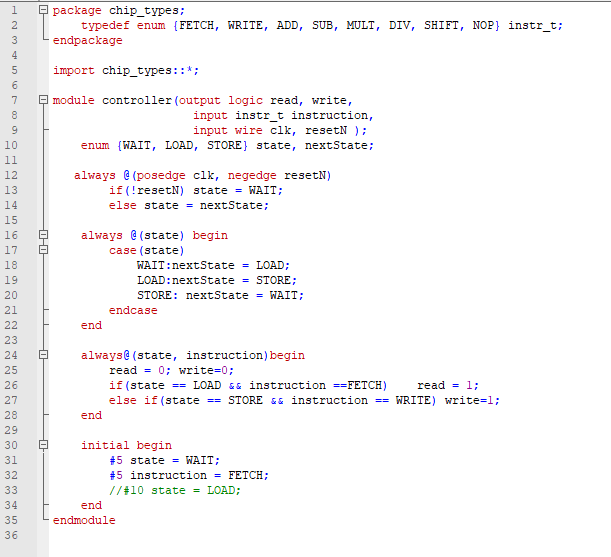 1 package chip_types;
2 typedef enum {FETCH, WRITE, ADD, SUB, MULT, DIV, SHIFT, NOP} instr_t;
3 endpackage
4
5 import chip_types::*;
6
7 module controller(output logic read, write,
8 input instr_t instruction,
9 input wire clk, resetN );
10 enum {WAIT, LOAD, STORE} state, nextState;
11
12 always @(posedge clk, negedge resetN)
13 if(!resetN) state = WAIT;
14 else state = nextState;
15
16 always @(state) begin
17 case(state)
18 WAIT:nextState = LOAD;
19 LOAD:nextState = STORE;
20 STORE: nextState = WAIT;
21 endcase
22 end
23
24 always@(state, instruction)begin
25 read = 0; write=0;
26 if(state == LOAD && instruction ==FETCH) read = 1;
27 else if(state == STORE && instruction == WRITE) write=1;
28 end
29
30 initial begin
31 #5 state = WAIT;
32 #5 instruction = FETCH;
33 //#10 state = LOAD;
34 end
35 endmodule
36